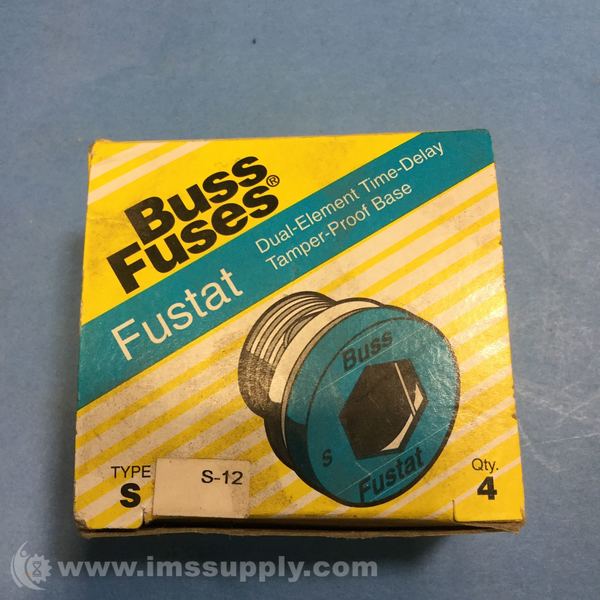 Buss
Fuses®
Fustat
Dual-Element Time-Delay
Tamper-Proof Base
Buss
S
Fustat
TYPE
S
S-12
Qty.
4
www.imssupply.com